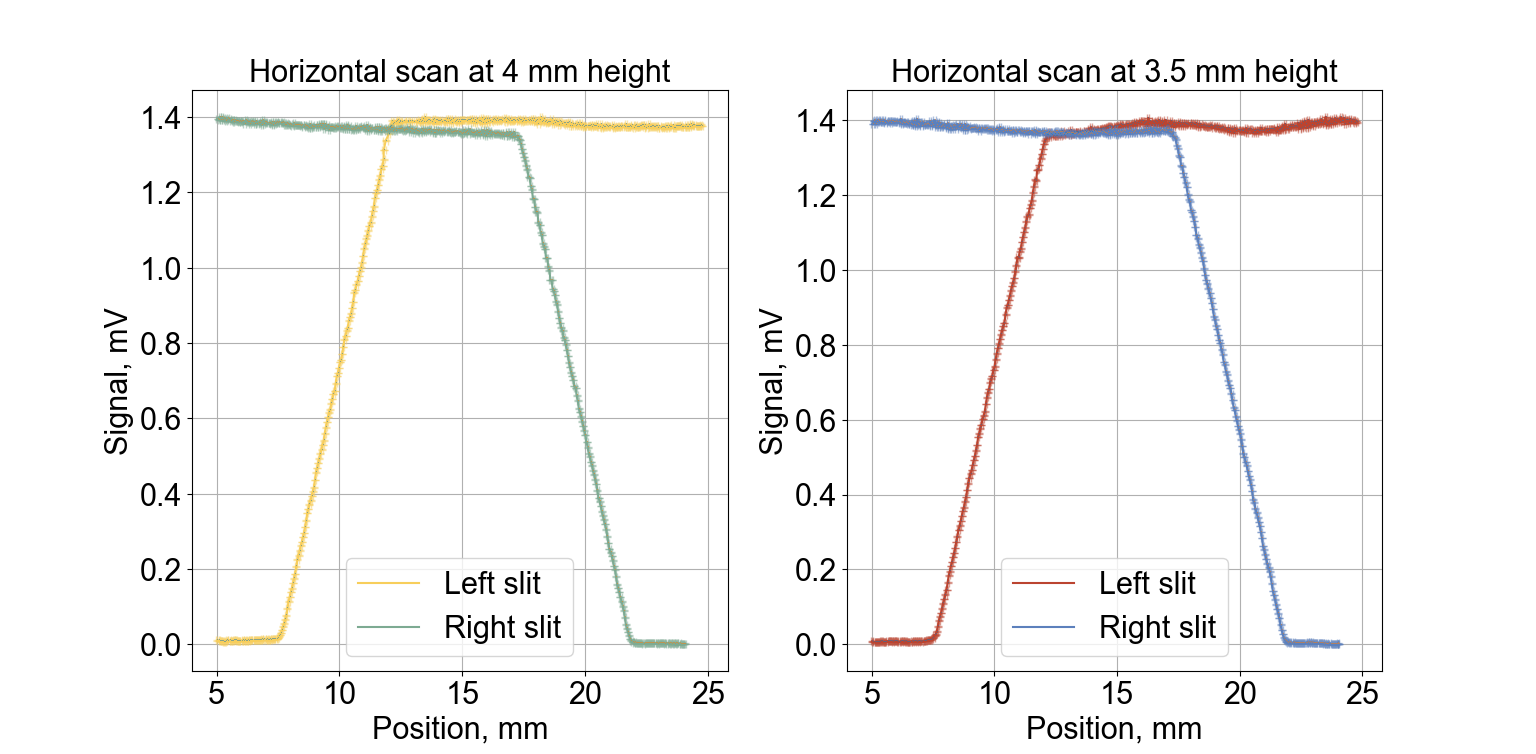 Horizontal scan at 4 mm height
1.4
1.2
1.0
0.8
0.6
0.4
0.2
0.0
Signal, mV
Left slit
Right slit
5 10 15 20 25
Position, mm
Horizontal scan at 3.5 mm height
1.4
1.2
1.0
0.8
0.6
0.4
0.2
0.0
Signal, mV
Left slit
Right slit
5 10 15 20 25
Position, mm